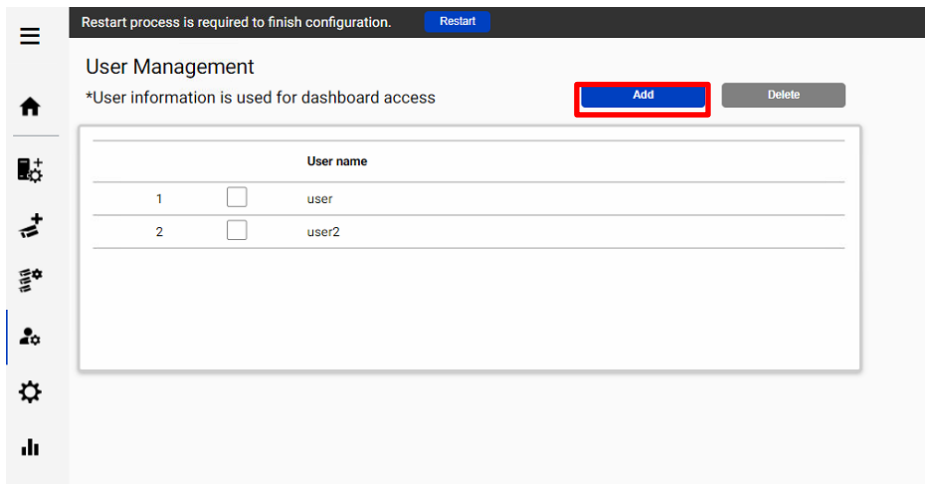 Restart process is required to finish configuration. Restart
User Management
*User information is used for dashboard access
Add Delete
User name
1 user
2 user2